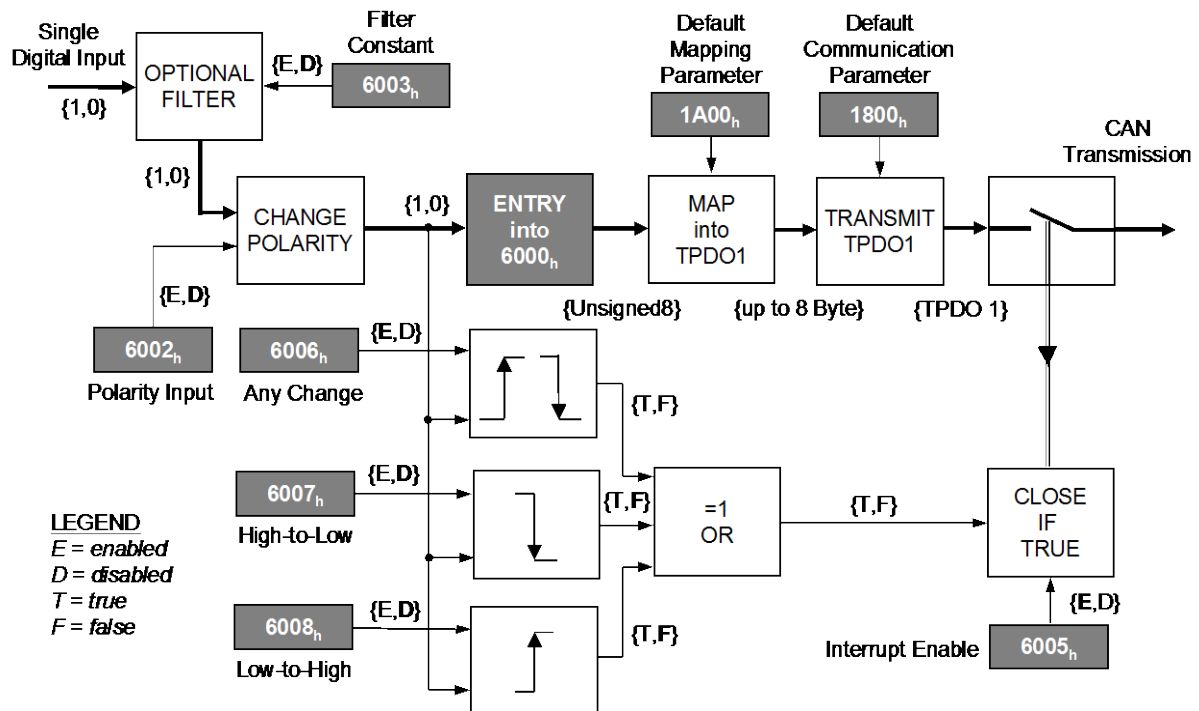 Single
Digital Input
{1,0}
OPTIONAL
FILTER
{E,D}
Filter
Constant
6003h
{1,0}
CHANGE
POLARITY
{E,D}
6002h
Polarity Input
{1,0}
ENTRY
into
6000h
{Unsigned8}
Default
Mapping
Parameter
1A00h
MAP
into
TPDO1
{up to 8 Byte}
Default
Communication
Parameter
1800h
TRANSMIT
TPDO1
{TPDO 1}
CAN
Transmission
6006h
Any Change
{E,D}
{T,F}
6007h
High-to-Low
{E,D}
{T,F}
6008h
Low-to-High
{E,D}
{T,F}
=1
OR
{T,F}
CLOSE
IF
TRUE
{E,D}
Interrupt Enable
6005h
LEGEND
E = enabled
D = disabled
T = true
F = false